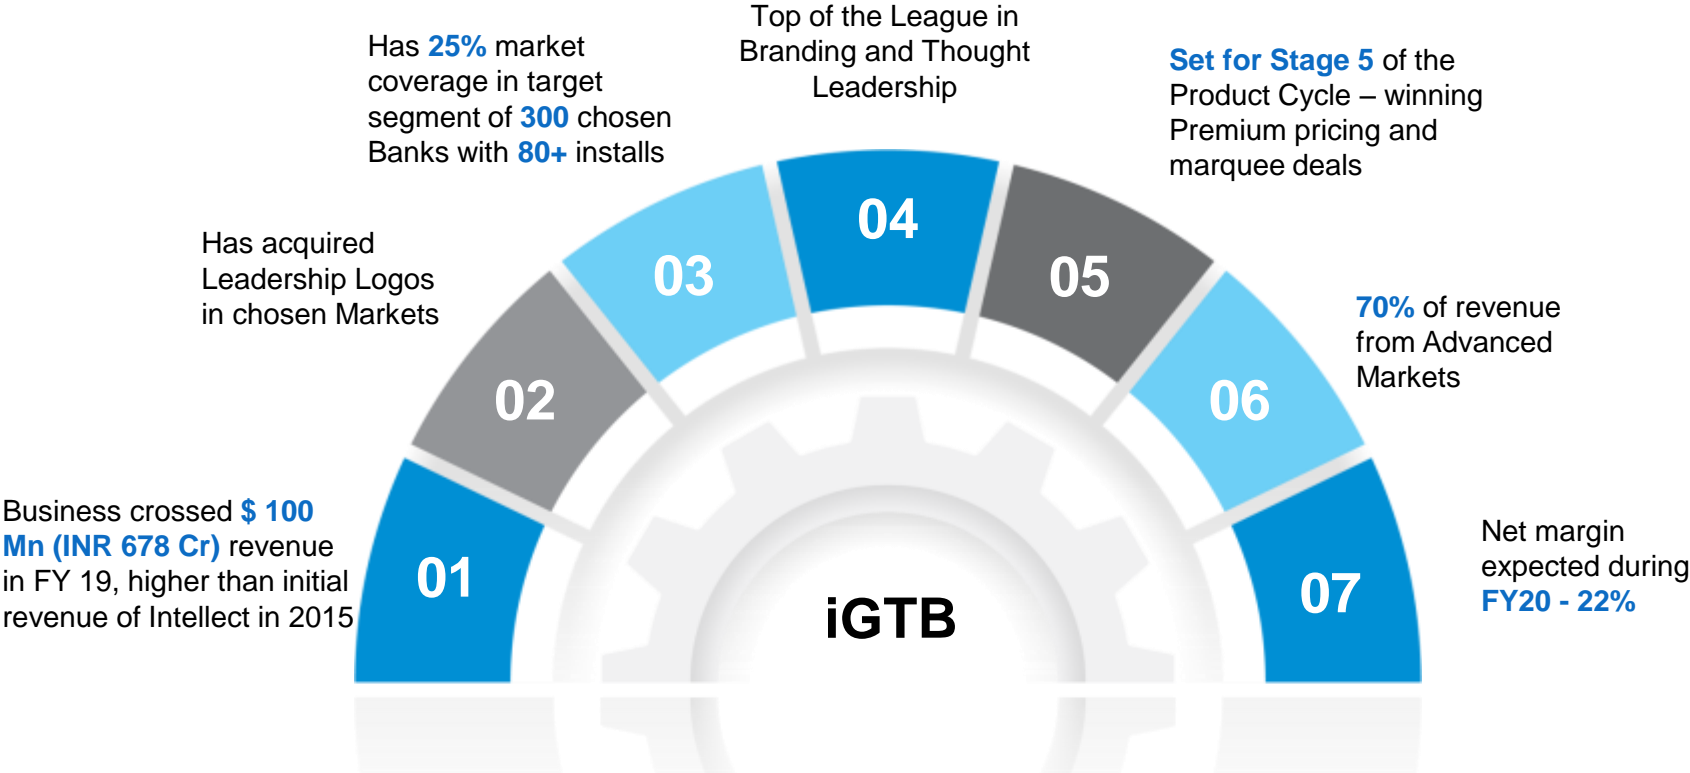 Business crossed $ 100
Mn (INR 678 Cr) revenue
in FY 19, higher than initial
revenue of Intellect in 2015
01
Has acquired
Leadership Logos
in chosen Markets
02
Has 25% market
coverage in target
segment of 300 chosen
Banks with 80+ installs
03
Top of the League in
Branding and Thought
Leadership
04
Set for Stage 5 of the
Product Cycle – winning
Premium pricing and
marquee deals
05
70% of revenue
from Advanced
Markets
06
Net margin
expected during
FY20 - 22%
07
iGTB